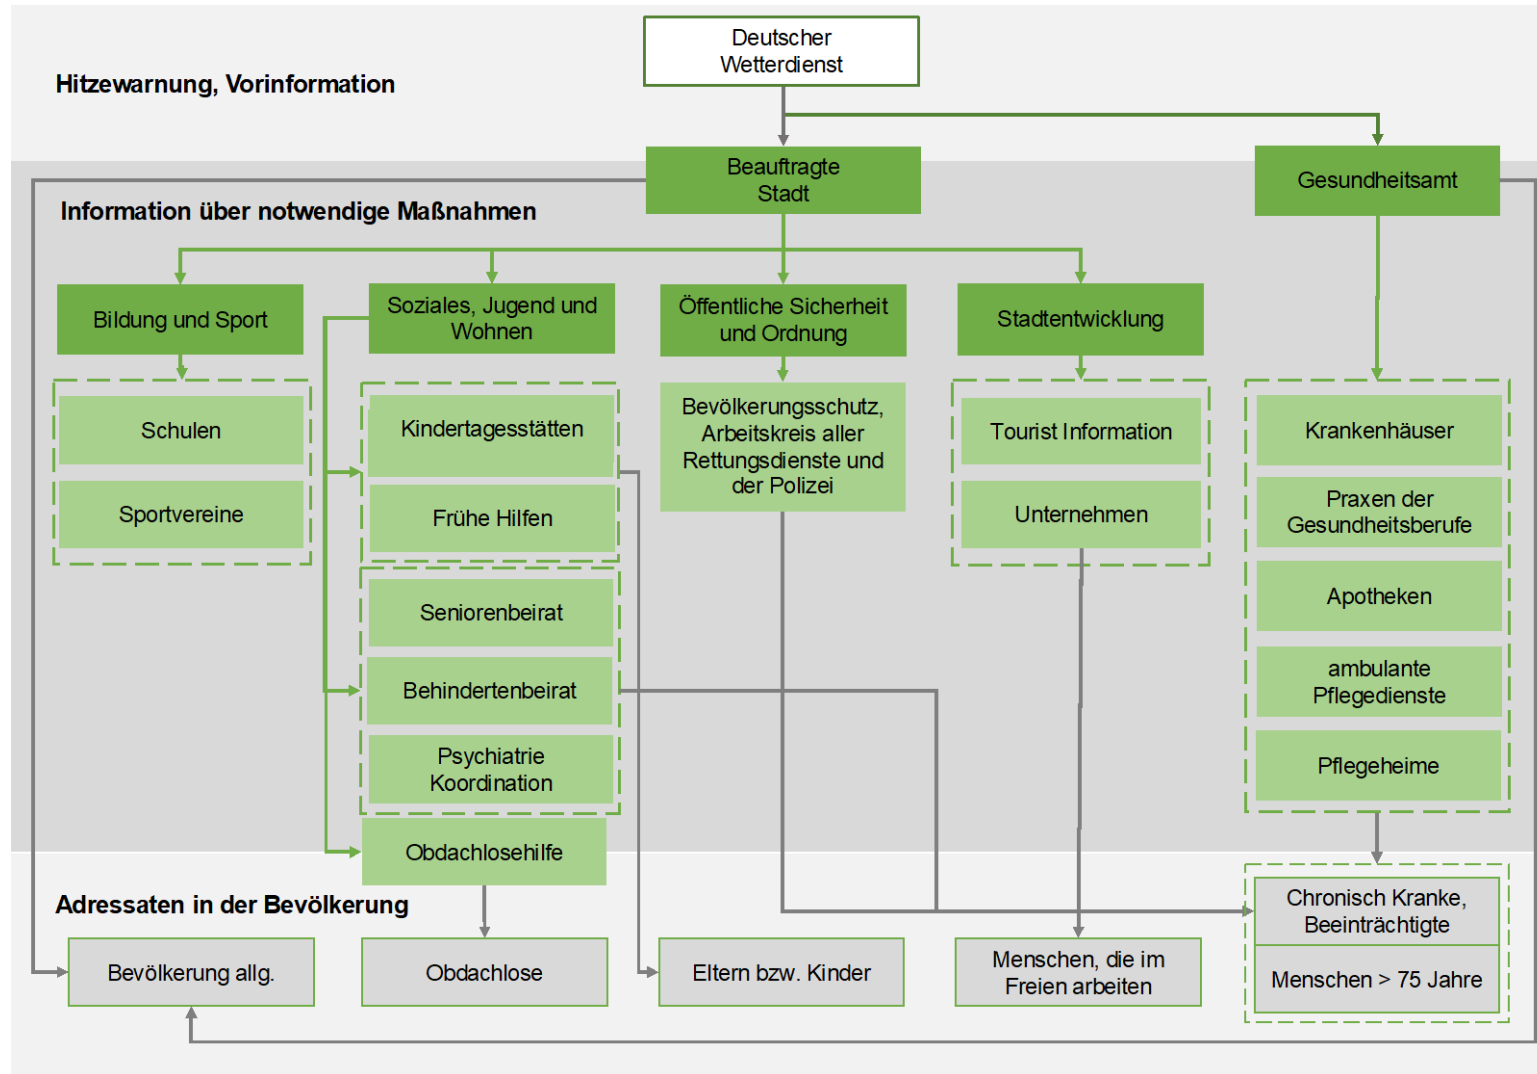 Deutscher
Wetterdienst
Hitzewarnung, Vorinformation
Beauftragte
Stadt
Gesundheitsamt
Information über notwendige Maßnahmen
Bildung und Sport
Soziales, Jugend und
Wohnen
Öffentliche Sicherheit
und Ordnung
Stadtentwicklung
Schulen
Sportvereine
Kindertagesstätten
Frühe Hilfen
Seniorenbeirat
Behindertenbeirat
Psychiatrie
Koordination
Obdachlosehilfe
Bevölkerungsschutz,
Arbeitskreis aller
Rettungsdienste und
der Polizei
Tourist Information
Unternehmen
Krankenhäuser
Praxen der
Gesundheitsberufe
Apotheken
ambulante
Pflegedienste
Pflegeheime
Adressaten in der Bevölkerung
Bevölkerung allg.
Obdachlose
Eltern bzw. Kinder
Menschen, die im
Freien arbeiten
Chronisch Kranke,
Beeinträchtigte
Menschen > 75 Jahre